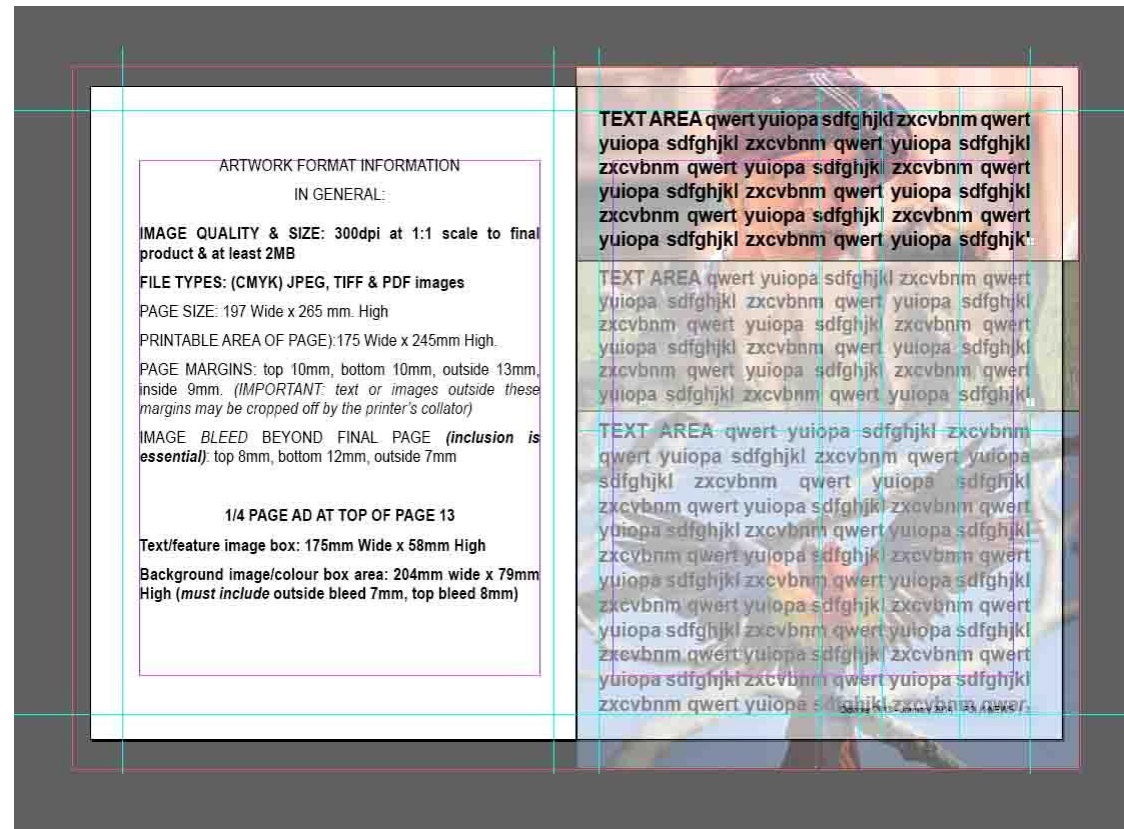 ARTWORK FORMAT INFORMATION
IN GENERAL:
IMAGE QUALITY & SIZE: 300dpi at 1:1 scale to final
product & at least 2MB
FILE TYPES: (CMYK) JPEG, TIFF & PDF images
PAGE SIZE: 197 Wide x 265 mm. High
PRINTABLE AREA OF PAGE):175 Wide x 245mm High.
PAGE MARGINS: top 10mm, bottom 10mm, outside 13mm,
inside 9mm. (IMPORTANT: text or images outside these
margins may be cropped off by the printer's collator)
IMAGE BLEED BEYOND FINAL PAGE (inclusion is
essential): top 8mm, bottom 12mm, outside 7mm
1/4 PAGE AD AT TOP OF PAGE 13
Text/feature image box: 175mm Wide x 58mm High
Background image/colour box area: 204mm wide x 79mm
High (must include outside bleed 7mm, top bleed 8mm)
TEXT AREA qwert yuiopa sdfghjkl zxcvbnm qwert
yuiopa sdfghjkl zxcvbnm qwert yuiopa sdfghjkl
zxcvbnm qwert yuiopa sdfghjkl zxcvbnm qwert
yuiopa sdfghjkl zxcvbnm qwert yuiopa sdfghjkl
zxcvbnm qwert yuiopa sdfghjkl zxcvbnm qwert
yuiopa sdfghjkl zxcvbnm qwert yuiopa sdfghjk'
TEXT AREA qwert yuiopa sdfghjkl zxcvbnm qwert
yuiopa sdfghjkl zxcvbnm qwert yuiopa sdfghjkl
zxcvbnm qwert yuiopa sdfghjkl zxcvbnm qwert
yuiopa sdfghjkl zxcvbnm qwert yuiopa sdfghjkl
zxcvbnm qwert yuiopa sdfghjkl zxcvbnm qwert
yuiopa sdfghjkl zxcvbnm qwert yuiopa sdfghjkl
TEXT AREA qwert yuiopa sdfghjkl zxcvbnm
qwert yuiopa sdfghjkl zxcvbnm qwert yuiopa
sdfghjkl zxcvbnm qwert yuiopa sdfghjkl
zxcvbnm qwert yuiopa sdfghjkl zxcvbnm qwert
yuiopa sdfghjkl zxcvbnm qwert yuiopa sdfghjkl
zxcvbnm qwert yuiopa sdfghjkl zxcvbnm qwert
yuiopa sdfghjkl zxcvbnm qwert yuiopa sdfghjkl
zxcvbnm qwert yuiopa sdfghjkl zxcvbnm qwert
yuiopa sdfghjkl zxcvbnm qwert yuiopa sdfghjkl
zxcvbnm qwert yuiopa sdfghjkl zxcvbnm qwert
yuiopa sdfghjkl zxcvbnm qwert yuiopa sdfghjkl
zxcvbnm qwert yuiopa sdfghjkl zxcvbnm